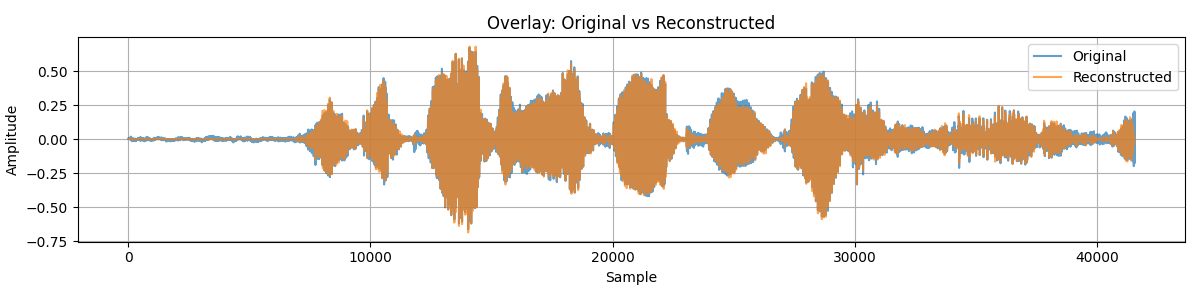 Overlay: Original vs Reconstructed
Original
Reconstructed
Amplitude
0.50
0.25
0.00
−0.25
−0.50
−0.75
0 10000 20000 30000 40000
Sample